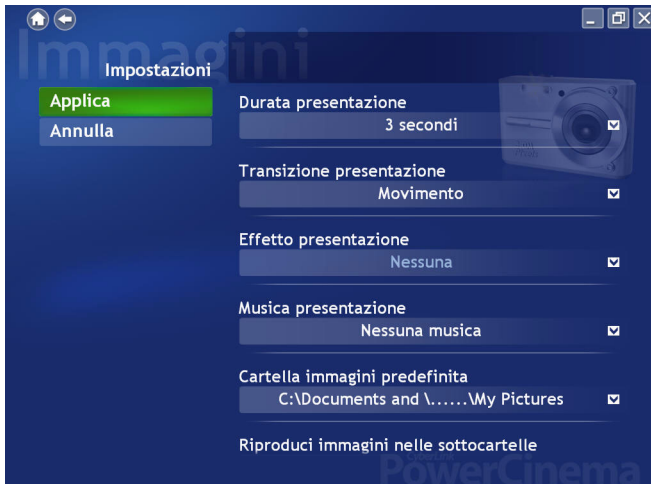 Immagini
Impostazioni
Applica
Annulla
Durata presentazione
3 secondi
Transizione presentazione
Movimento
Effetto presentazione
Nessuna
Musica presentazione
Nessuna musica
Cartella immagini predefinita
C:\Documents and \......\My Pictures
Riproduci immagini nelle sottocartelle
PowerCinema